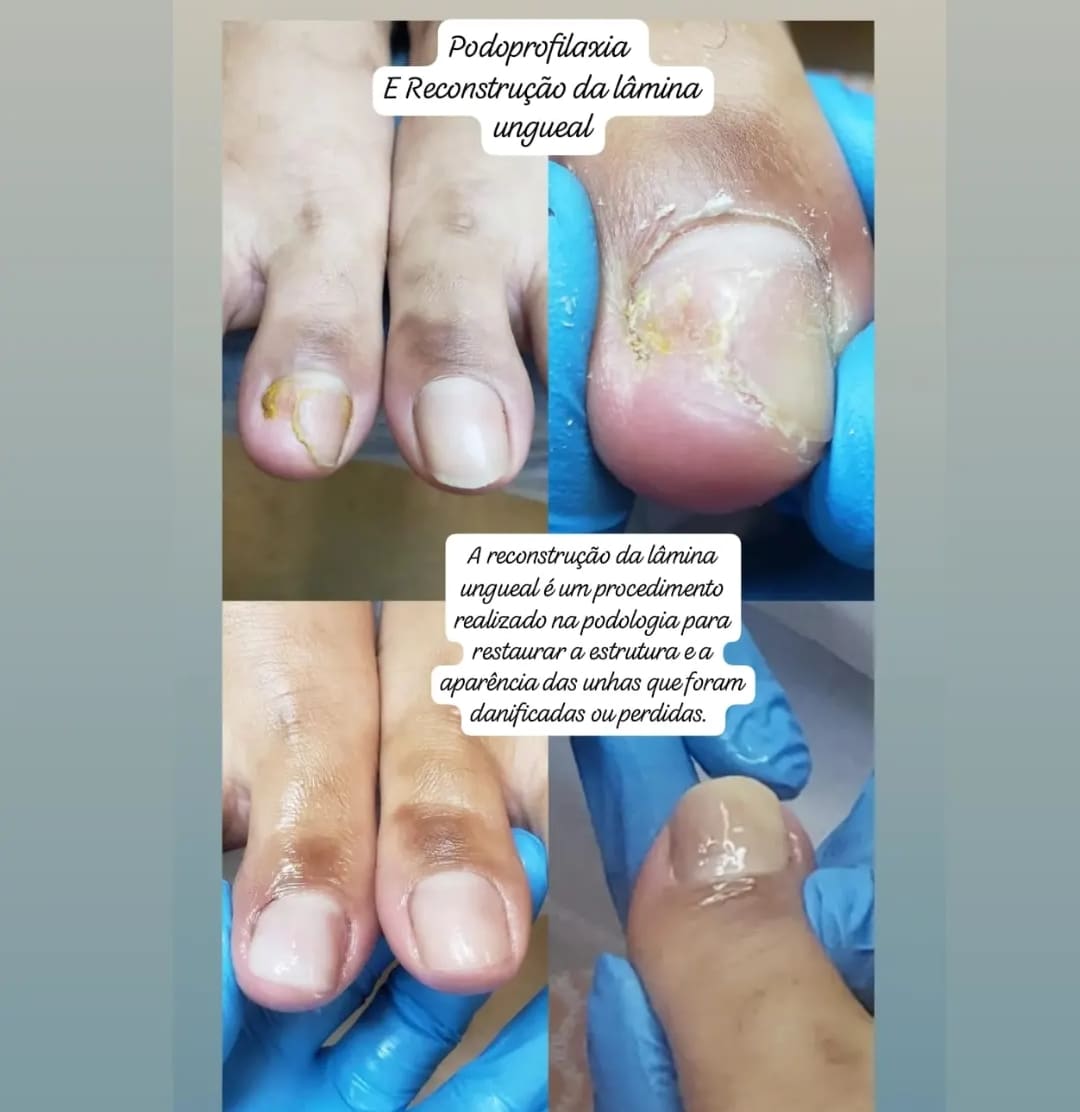 Podoprofilaxia
E Reconstrução da lâmina
ungueal
A reconstrução da lâmina
ungueal é um procedimento
realizado na podologia para
restaurar a estrutura e a
aparência das unhas que foram
danificadas ou perdidas.